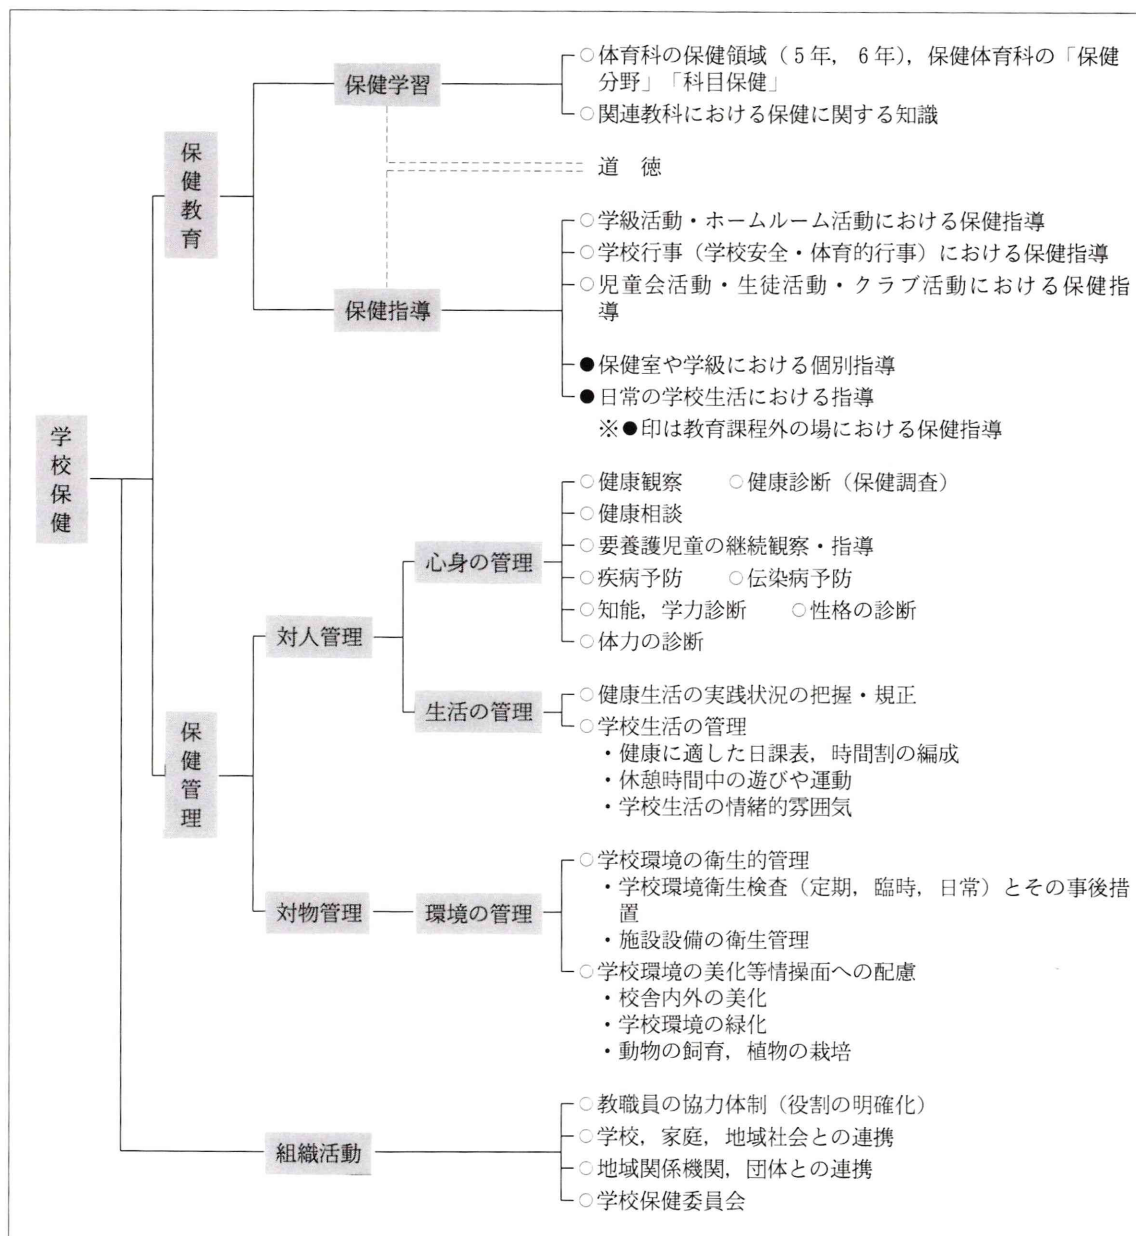 学校保健
保健教育
保健学習
○体育科の保健領域（5年，6年），保健体育科の「保健
分野」「科目保健」
○関連教科における保健に関する知識
道　徳
保健指導
○学級活動・ホームルーム活動における保健指導
○学校行事（学校安全・体育的行事）における保健指導
○児童会活動・生徒活動・クラブ活動における保健指
導
●保健室や学級における個別指導
●日常の学校生活における指導
※●印は教育課程外の場における保健指導
保健管理
対人管理
心身の管理
○健康観察　○健康診断（保健調査）
○健康相談
○要養護児童の継続観察・指導
○疾病予防　○伝染病予防
○知能，学力診断　○性格の診断
○体力の診断
生活の管理
○健康生活の実践状況の把握・規正
○学校生活の管理
・健康に適した日課表，時間割の編成
・休憩時間中の遊びや運動
・学校生活の情緒的雰囲気
対物管理
環境の管理
○学校環境の衛生的管理
・学校環境衛生検査（定期，臨時，日常）とその事後措
置
・施設設備の衛生管理
○学校環境の美化等情操面への配慮
・校舎内外の美化
・学校環境の緑化
・動物の飼育，植物の栽培
組織活動
○教職員の協力体制（役割の明確化）
○学校，家庭，地域社会との連携
○地域関係機関，団体との連携
○学校保健委員会